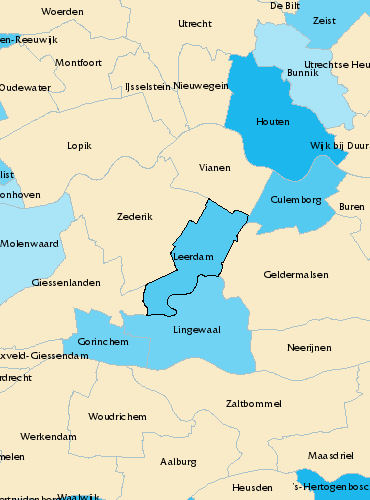 De Bilt
Woerden
Utrecht
Zeist
en-Reeuwijk
Montfoort
Utrechtse Heu
Bunnik
Oudewater
IJsselstein
Nieuwegein
Houten
Lopik
Wijk bij Duur
Vianen
list
onhoven
Culemborg
Buren
Zederik
Molenwaard
Leerdam
Geldermalsen
Giessenlanden
Lingewaal
Gorinchem
Neerijnen
xveld-Giessendam
rdrecht
Zaltbommel
Woudrichem
Werkendam
Maasdriel
melen
Aalburg
Heusden
's-Hertogenbosc
Waalwijk
ertruidenberg